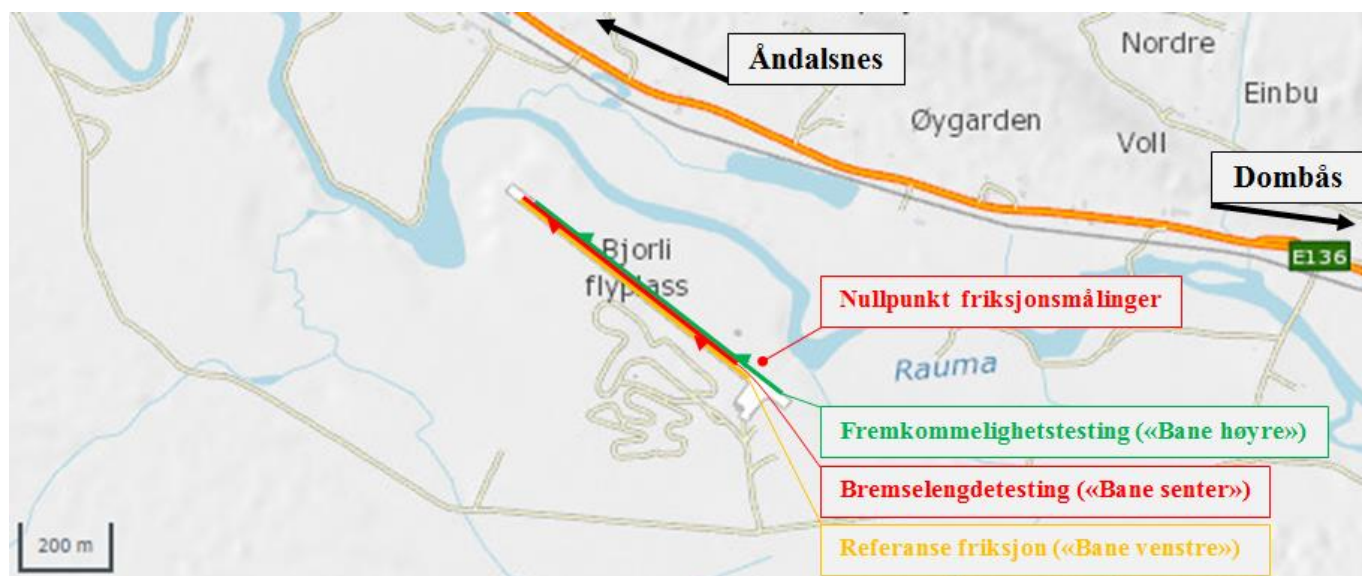 Åndalsnes
Nordre
Einbu
Øygarden
Voll
Dombås
E136
Bjorli
flyplass
Nullpunkt friksjonsmålinger
Rauma
Fremkommelighetstesting («Bane høyre»)
Bremselengdetesting («Bane senter»)
Referanse friksjon («Bane venstre»)
200 m